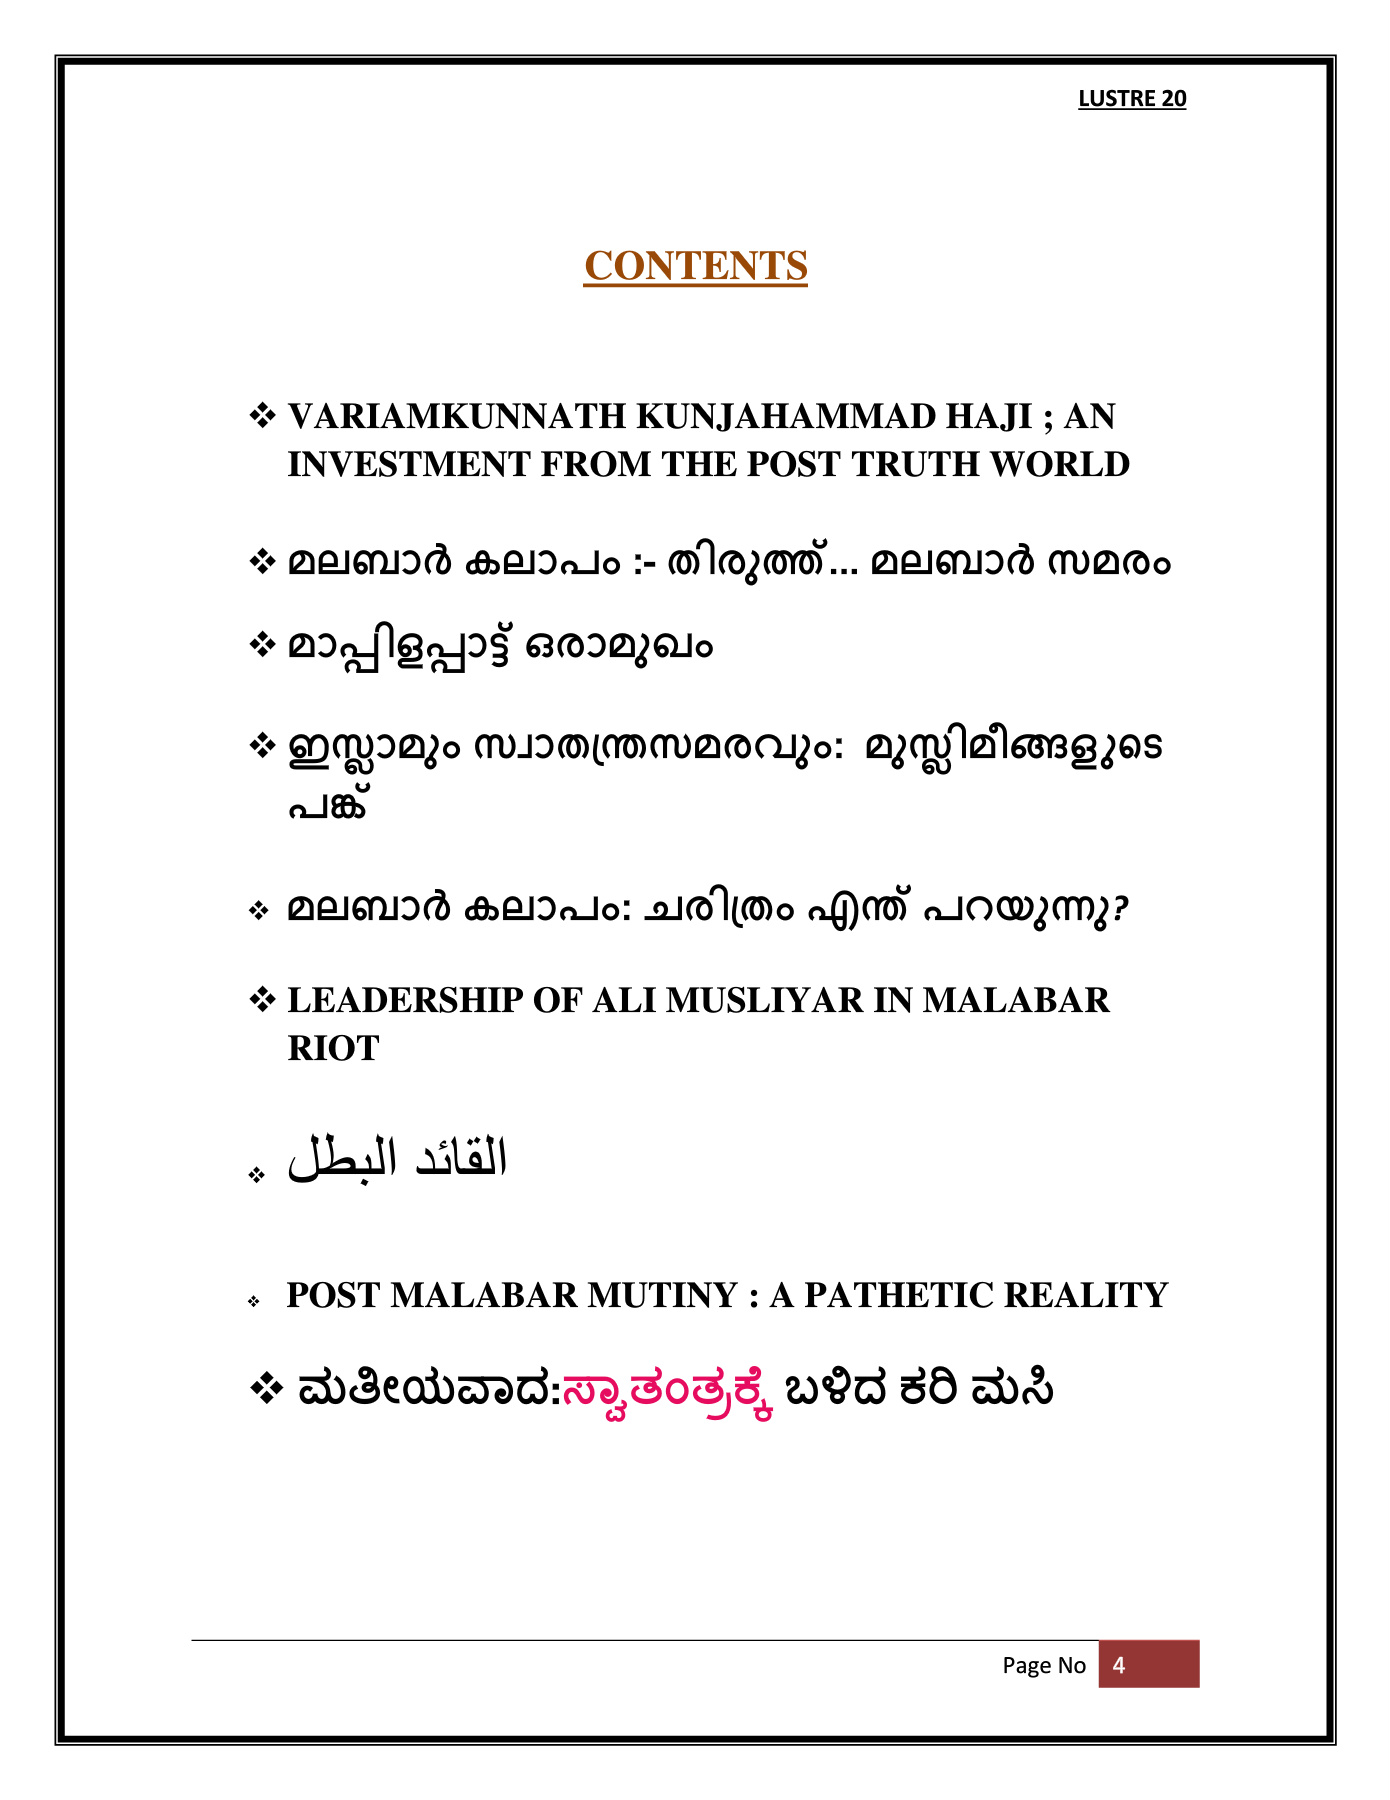 LUSTRE 20
CONTENTS
❖ VARIAMKUNNATH KUNJAHAMMAD HAJI ; AN
INVESTMENT FROM THE POST TRUTH WORLD
❖ മലബാർ കലാപം :- തിരുത്ത്... മലബാർ സമരം
❖ മാപ്പിളപ്പാട്ട് ഒരാമുഖം
❖ ഇസ്ലാമും സ്വാതന്ത്രസമരവും: മുസ്ലിമീങ്ങളുടെ
പങ്ക്
❖ മലബാർ കലാപം: ചരിത്രം എന്ത് പറയുന്നു?
❖ LEADERSHIP OF ALI MUSLIYAR IN MALABAR
RIOT
❖ القائد البطل
❖ POST MALABAR MUTINY : A PATHETIC REALITY
❖ ಮತೀಯವಾದ:ಸ್ವಾತಂತ್ರಕ್ಕೆ ಬಳಿದ ಕರಿ ಮಸಿ
Page No 4